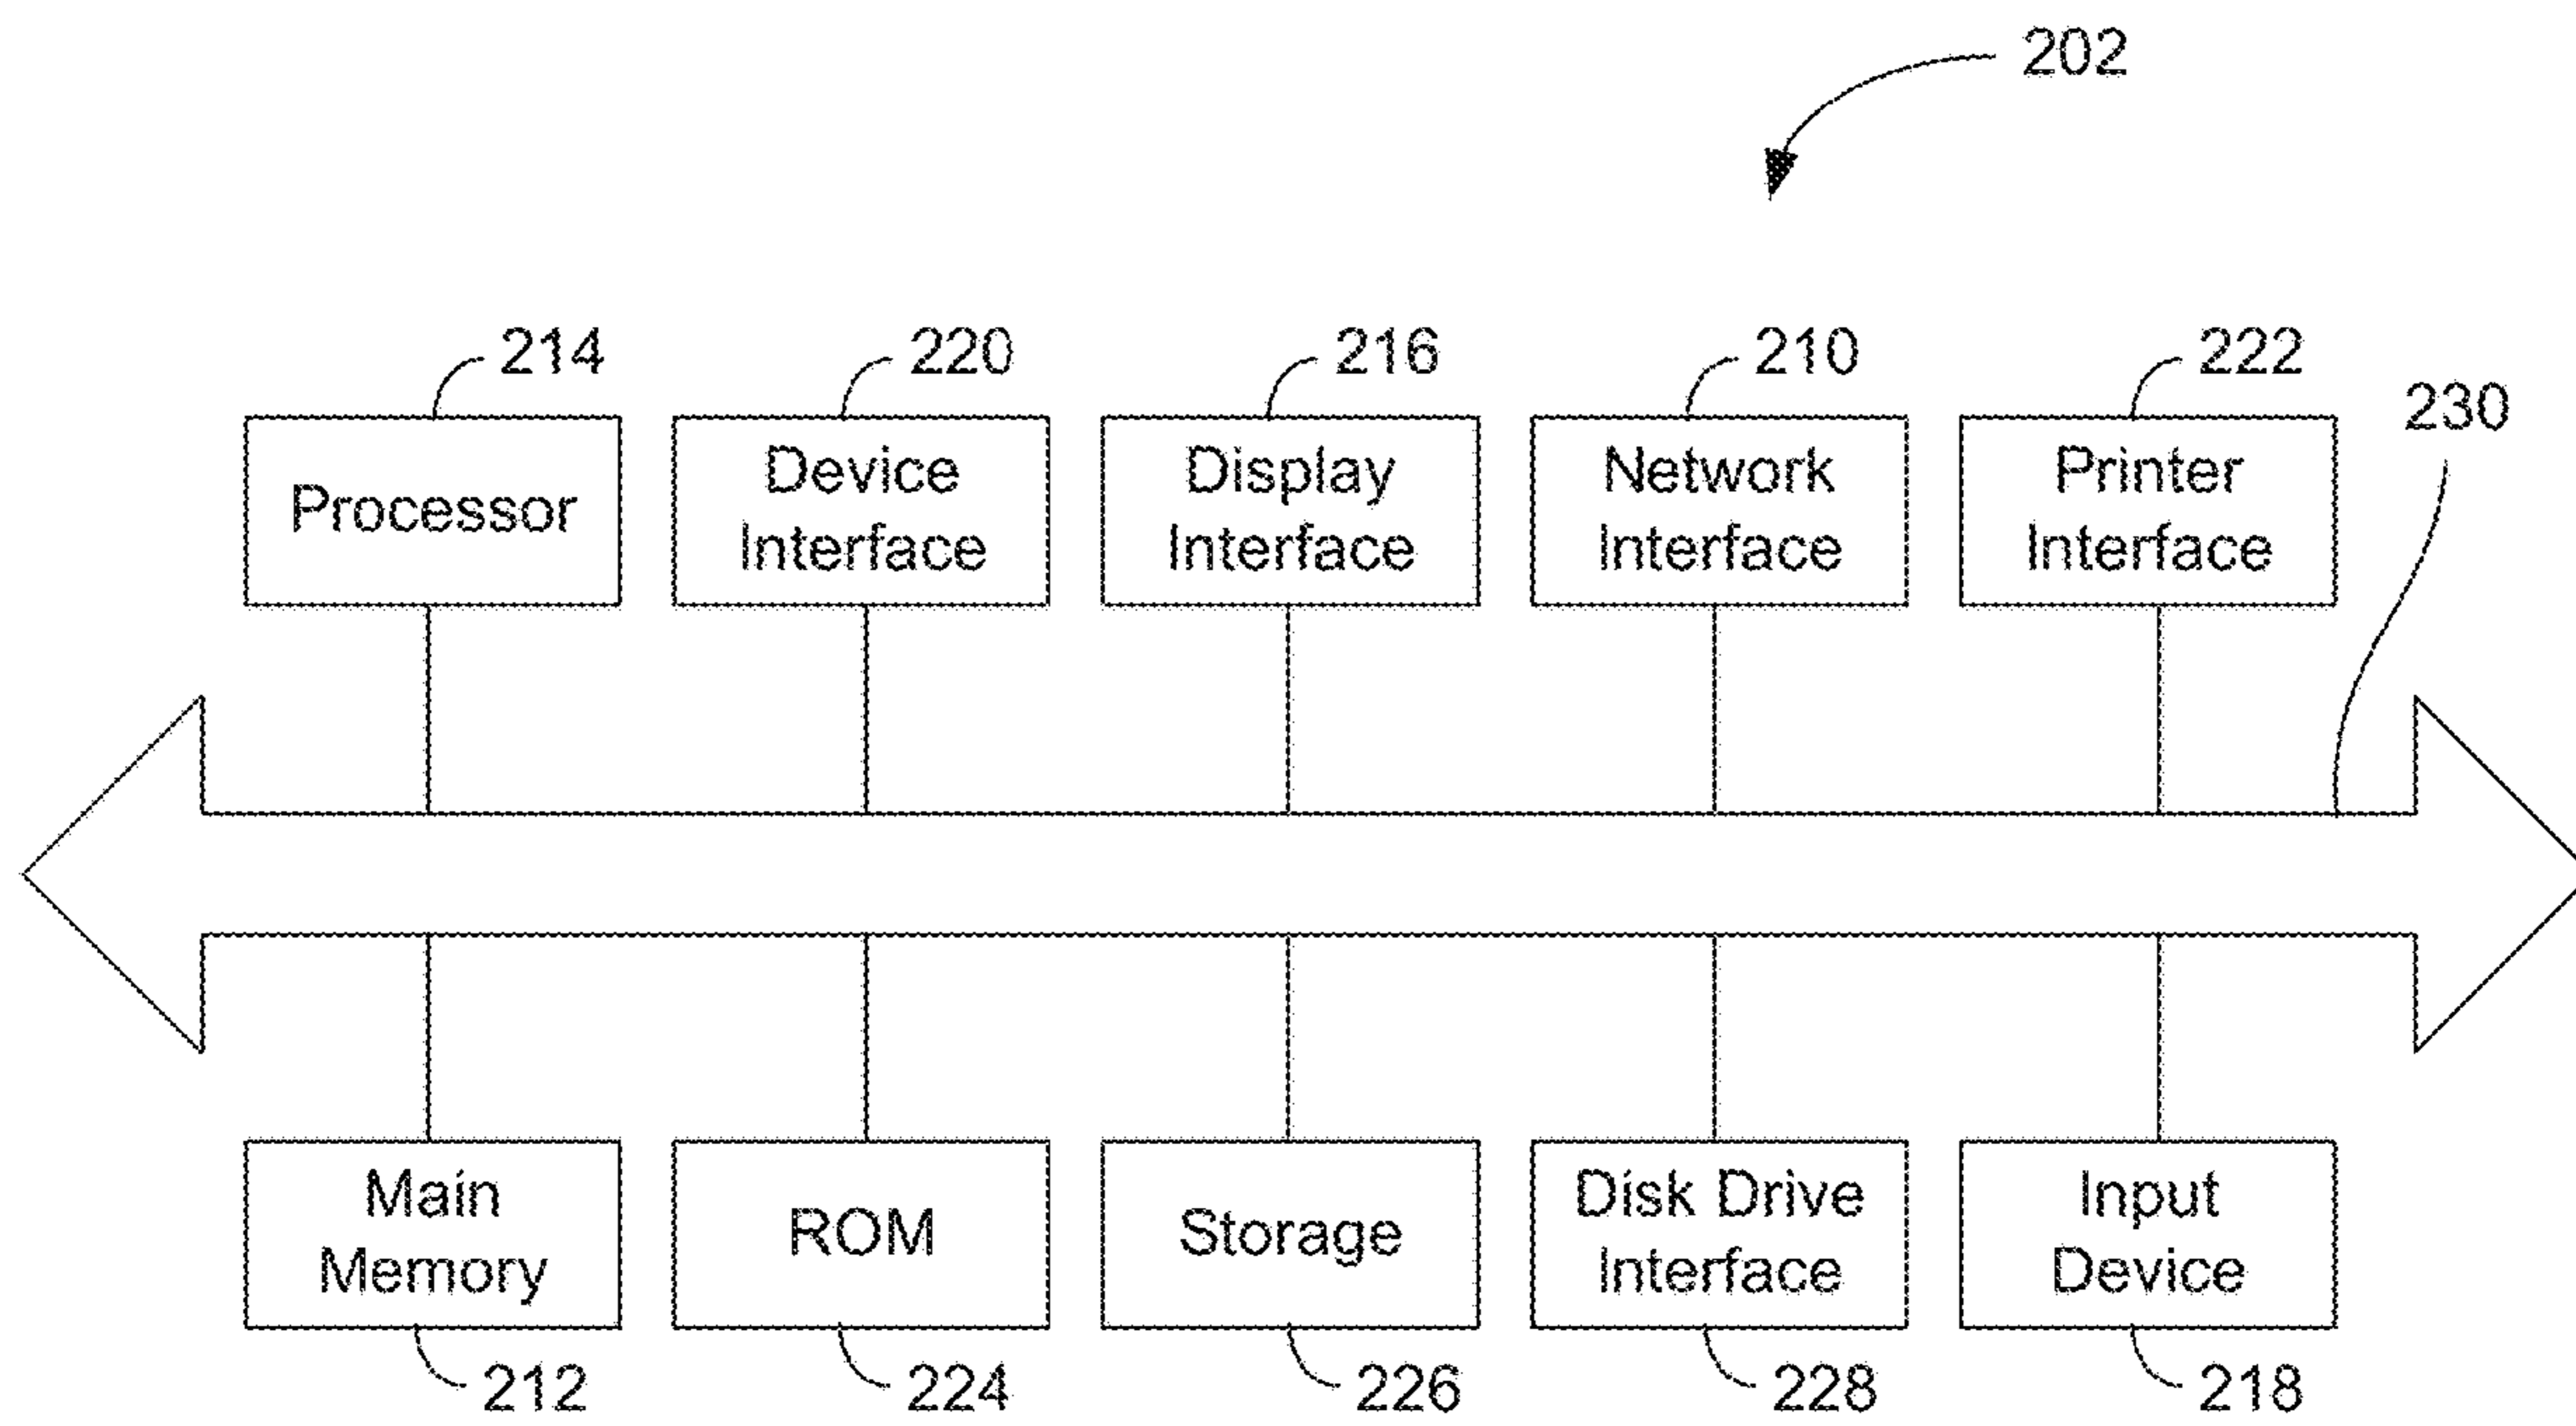 202
214
220
216
210
222
230
Processor
Device
Interface
Display
Interface
Network
Interface
Printer
Interface
Main
Memory
ROM
Storage
Disk Drive
Interface
Input
Device
212
224
226
228
218